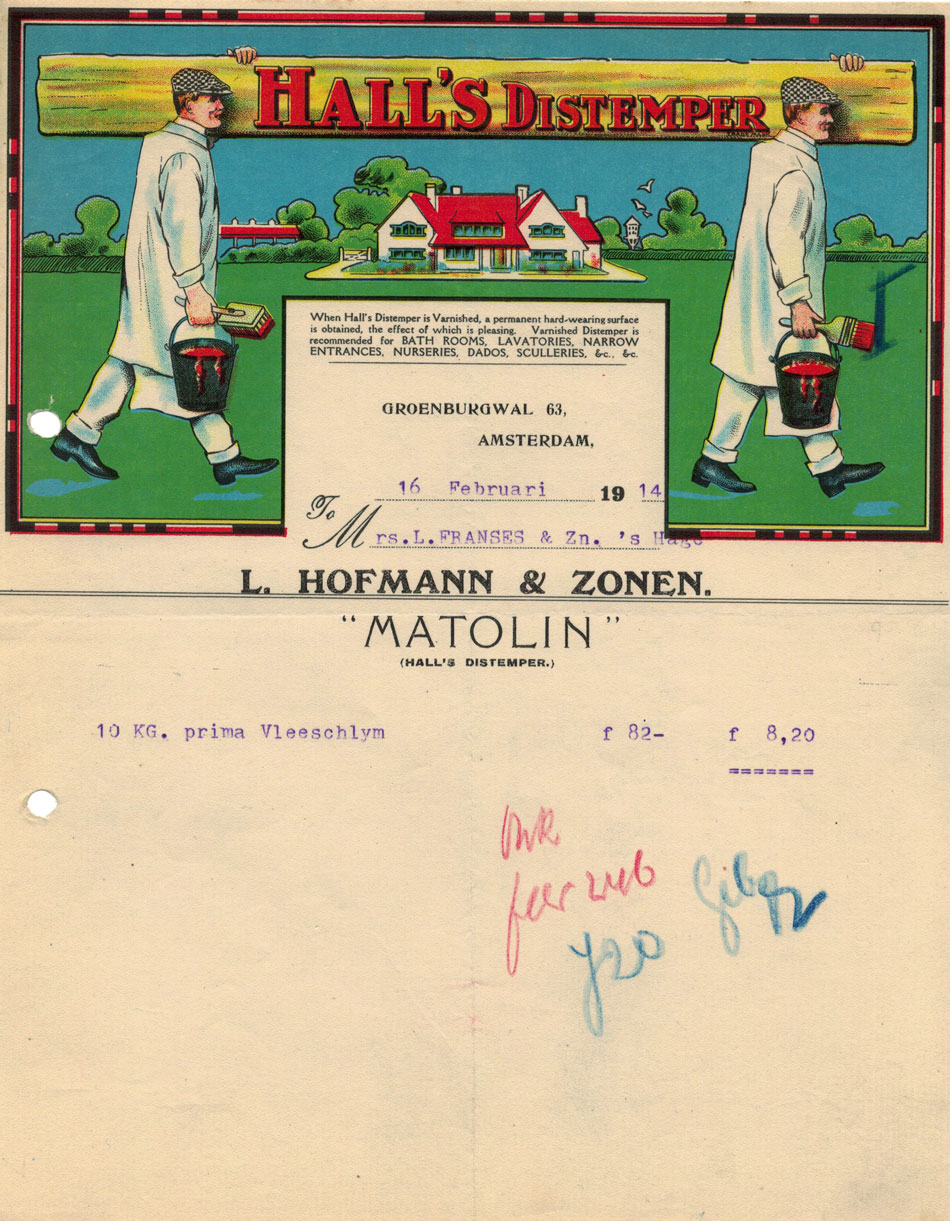 HALL'S DISTEMPER
When Hall's Distemper is Varnished, a permanent hard-wearing surface
is obtained, the effect of which is pleasing. Varnished Distemper is
recommended for BATH ROOMS, LAVATORIES, NARROW
ENTRANCES, NURSERIES, DADOS, SCULLERIES, &c., &c.
GROENBURGWAL 63,
AMSTERDAM,
16 Februari 1914
To Mrs.L.FRANSES & Zn. 's Hage
L. HOFMANN & ZONEN.
"MATOLIN"
(HALL'S DISTEMPER.)
10 KG. prima Vleeschlym f 82- f 8,20
=======